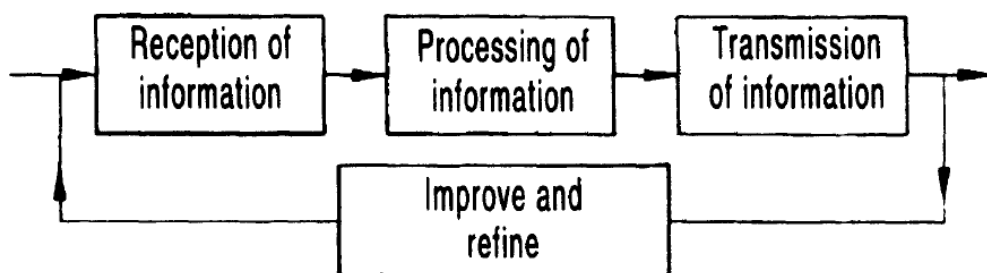 Reception of
information
Processing of
information
Transmission
of information
Improve and
refine